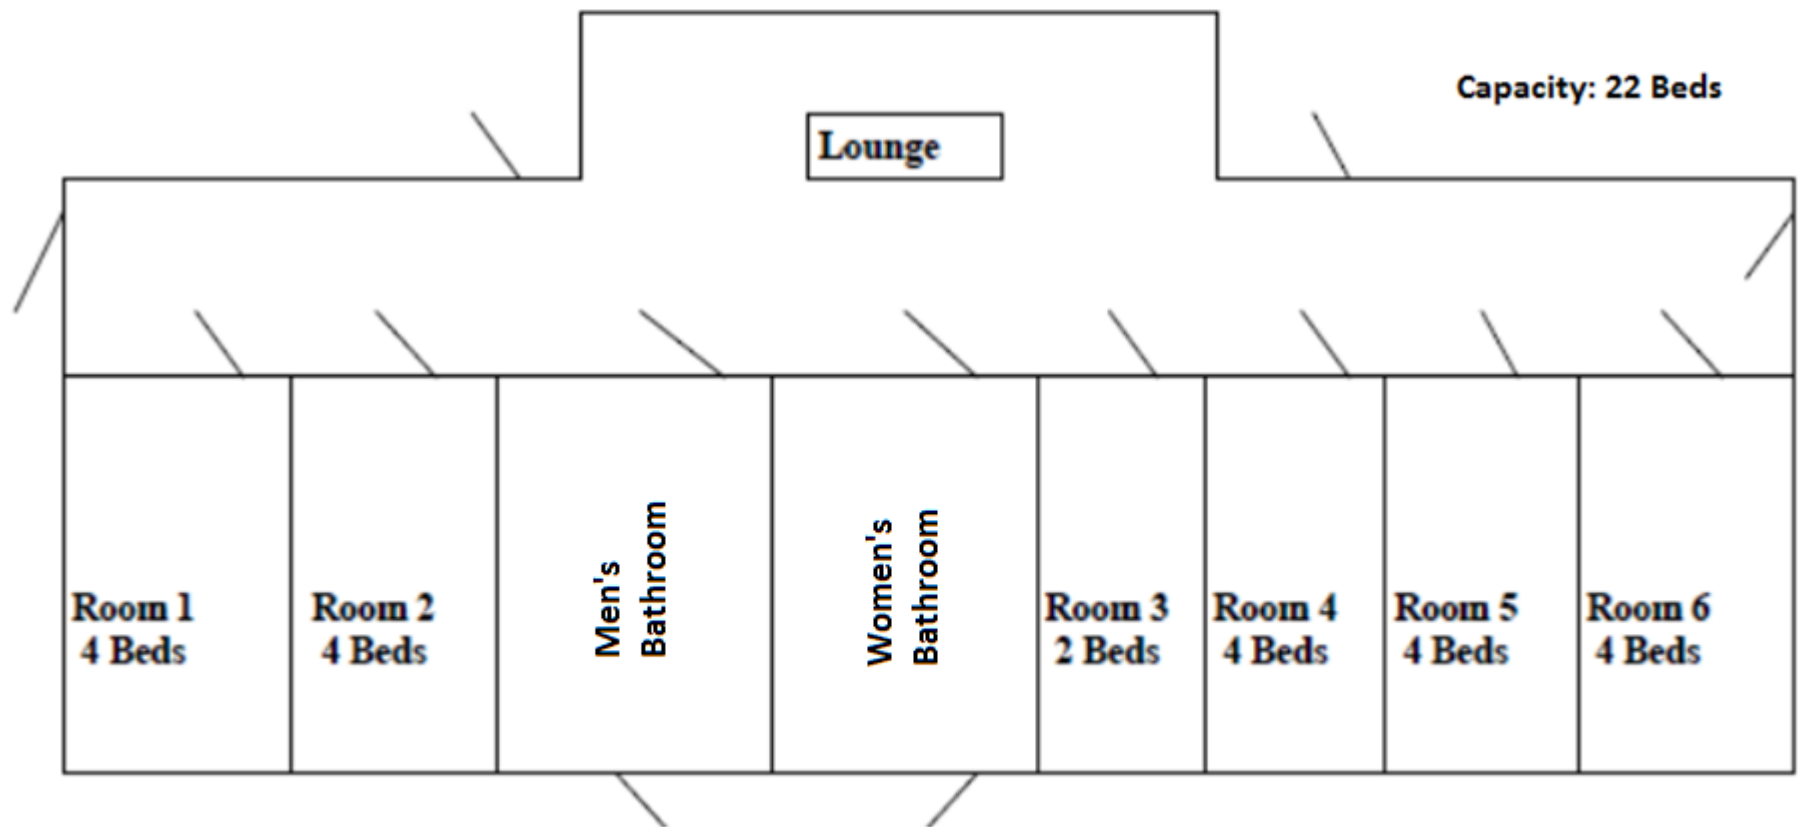 Capacity: 22 Beds
Lounge
Room 1
4 Beds
Room 2
4 Beds
Men's
Bathroom
Women's
Bathroom
Room 3
2 Beds
Room 4
4 Beds
Room 5
4 Beds
Room 6
4 Beds